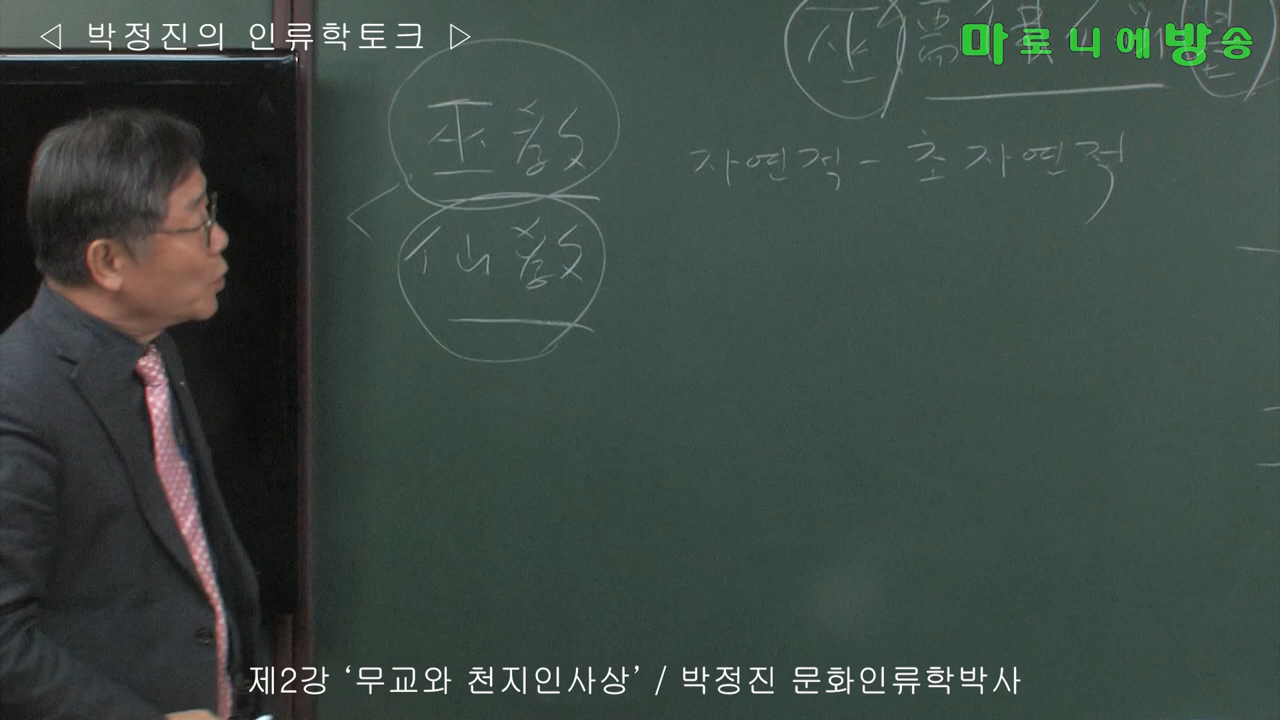 ◁ 박정진의 인류학토크 ▷
마로니에방송
巫敎
仙敎
자연적 - 초자연적
제2강 ‘무교와 천지인사상’ / 박정진 문화인류학박사